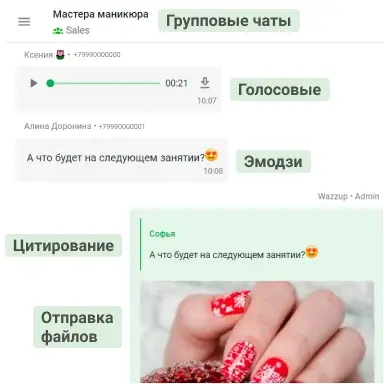 Мастера маникюра
Sales
Групповые чаты
Ксения 🌷 • +79990000000
00:21
10:07
Голосовые
Алина Доронина • +79990000001
А что будет на следующем занятии?😍
10:08
Эмодзи
Wazzup • Admin
Цитирование
Софья
А что будет на следующем занятии?😍
Отправка
файлов